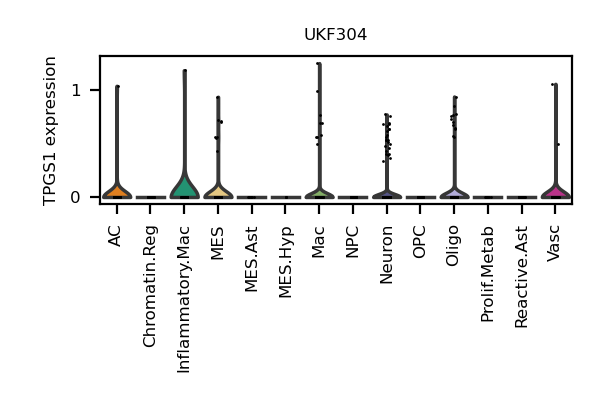 UKF304
TPGS1 expression
1
0
AC
Chromatin.Reg
Inflammatory.Mac
MES
MES.Ast
MES.Hyp
Mac
NPC
Neuron
OPC
Oligo
Prolif.Metab
Reactive.Ast
Vasc